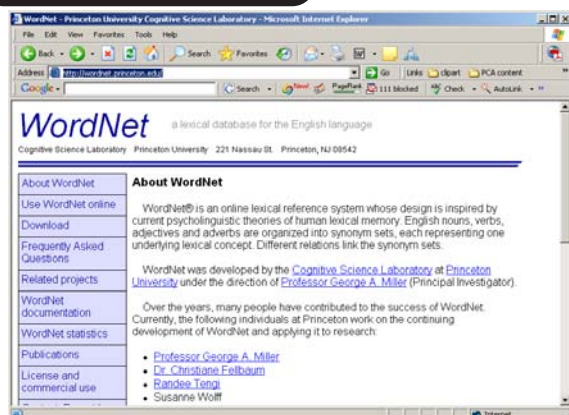 WordNet - Princeton University Cognitive Science Laboratory - Microsoft Internet Explorer
File Edit View Favorites Tools Help
Back Search Favorites
Address http://wordnet.princeton.edu/ Go Links clipart PCA content
Google Search New! PageRank 111 blocked Check AutoLink
WordNet a lexical database for the English language
Cognitive Science Laboratory Princeton University 221 Nassau St. Princeton, NJ 08542
About WordNet
Use WordNet online
Download
Frequently Asked
Questions
Related projects
WordNet
documentation
WordNet statistics
Publications
License and
commercial use
About WordNet
WordNet® is an online lexical reference system whose design is inspired by
current psycholinguistic theories of human lexical memory. English nouns, verbs,
adjectives and adverbs are organized into synonym sets, each representing one
underlying lexical concept. Different relations link the synonym sets.
WordNet was developed by the Cognitive Science Laboratory at Princeton
University under the direction of Professor George A. Miller (Principal Investigator).
Over the years, many people have contributed to the success of WordNet.
Currently, the following individuals at Princeton work on the continuing
development of WordNet and applying it to research:
• Professor George A. Miller
• Dr. Christiane Fellbaum
• Randee Tengi
• Susanne Wolff
Internet